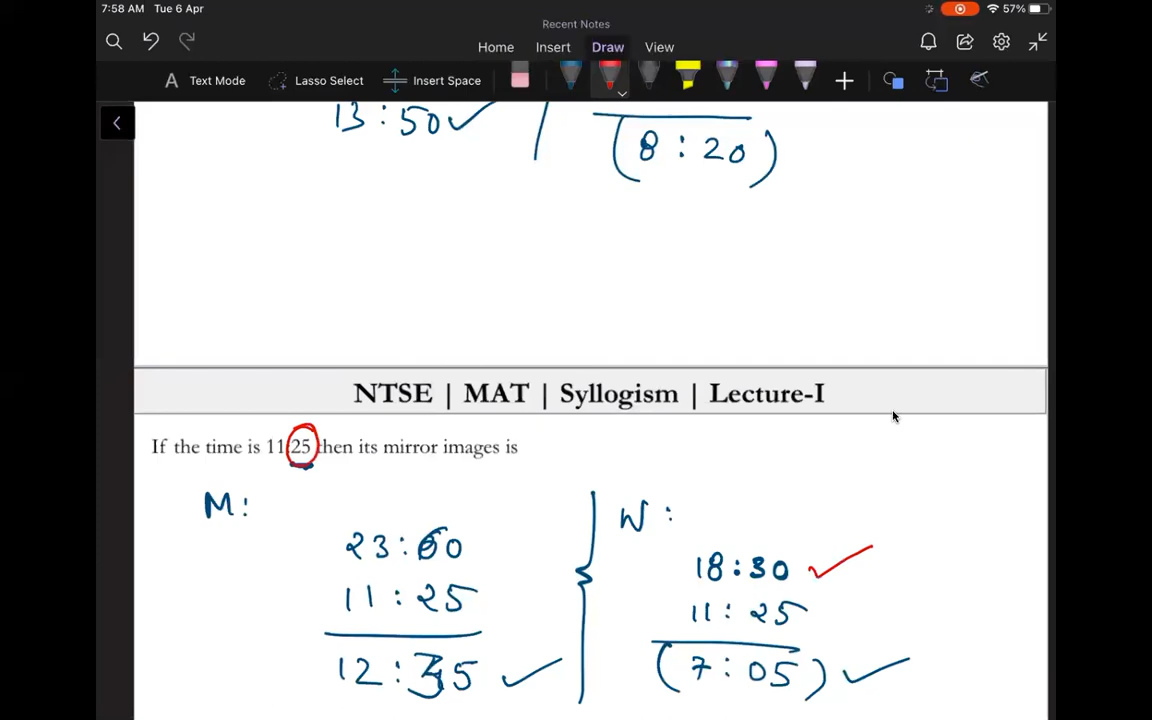 7:58 AM Tue 6 Apr
57%
Recent Notes
Home Insert Draw View
Text Mode Lasso Select Insert Space
13:50
(8:20)
NTSE | MAT | Syllogism | Lecture-I
If the time is 11:25 then its mirror images is
M:
23:60
11:25
12:35
W:
18:30
11:25
(7:05)